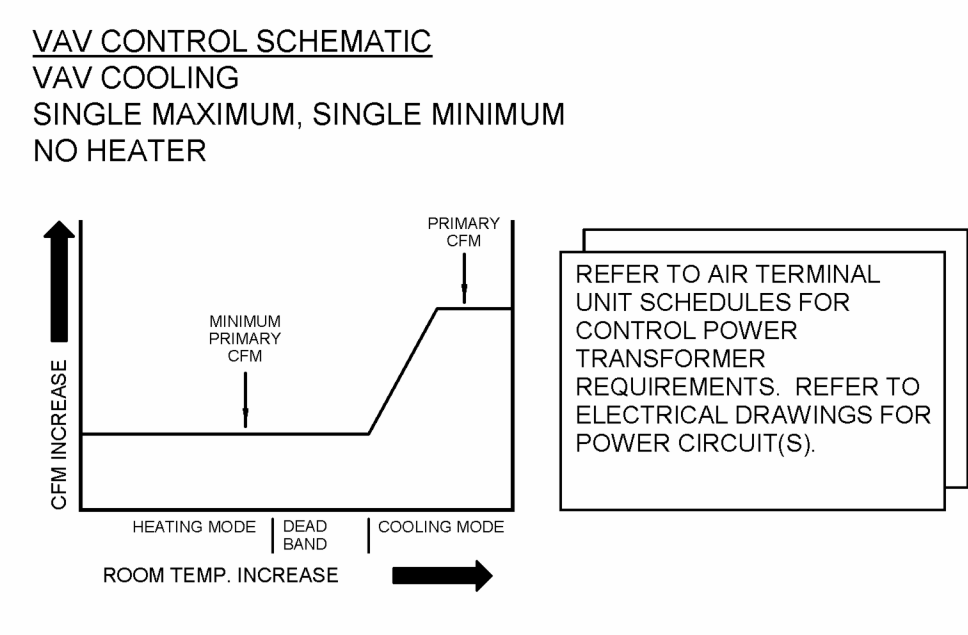 VAV CONTROL SCHEMATIC
VAV COOLING
SINGLE MAXIMUM, SINGLE MINIMUM
NO HEATER
PRIMARY
CFM
MINIMUM
PRIMARY
CFM
CFM INCREASE
HEATING MODE
DEAD
BAND
COOLING MODE
ROOM TEMP. INCREASE
REFER TO AIR TERMINAL
UNIT SCHEDULES FOR
CONTROL POWER
TRANSFORMER
REQUIREMENTS. REFER TO
ELECTRICAL DRAWINGS FOR
POWER CIRCUIT(S).